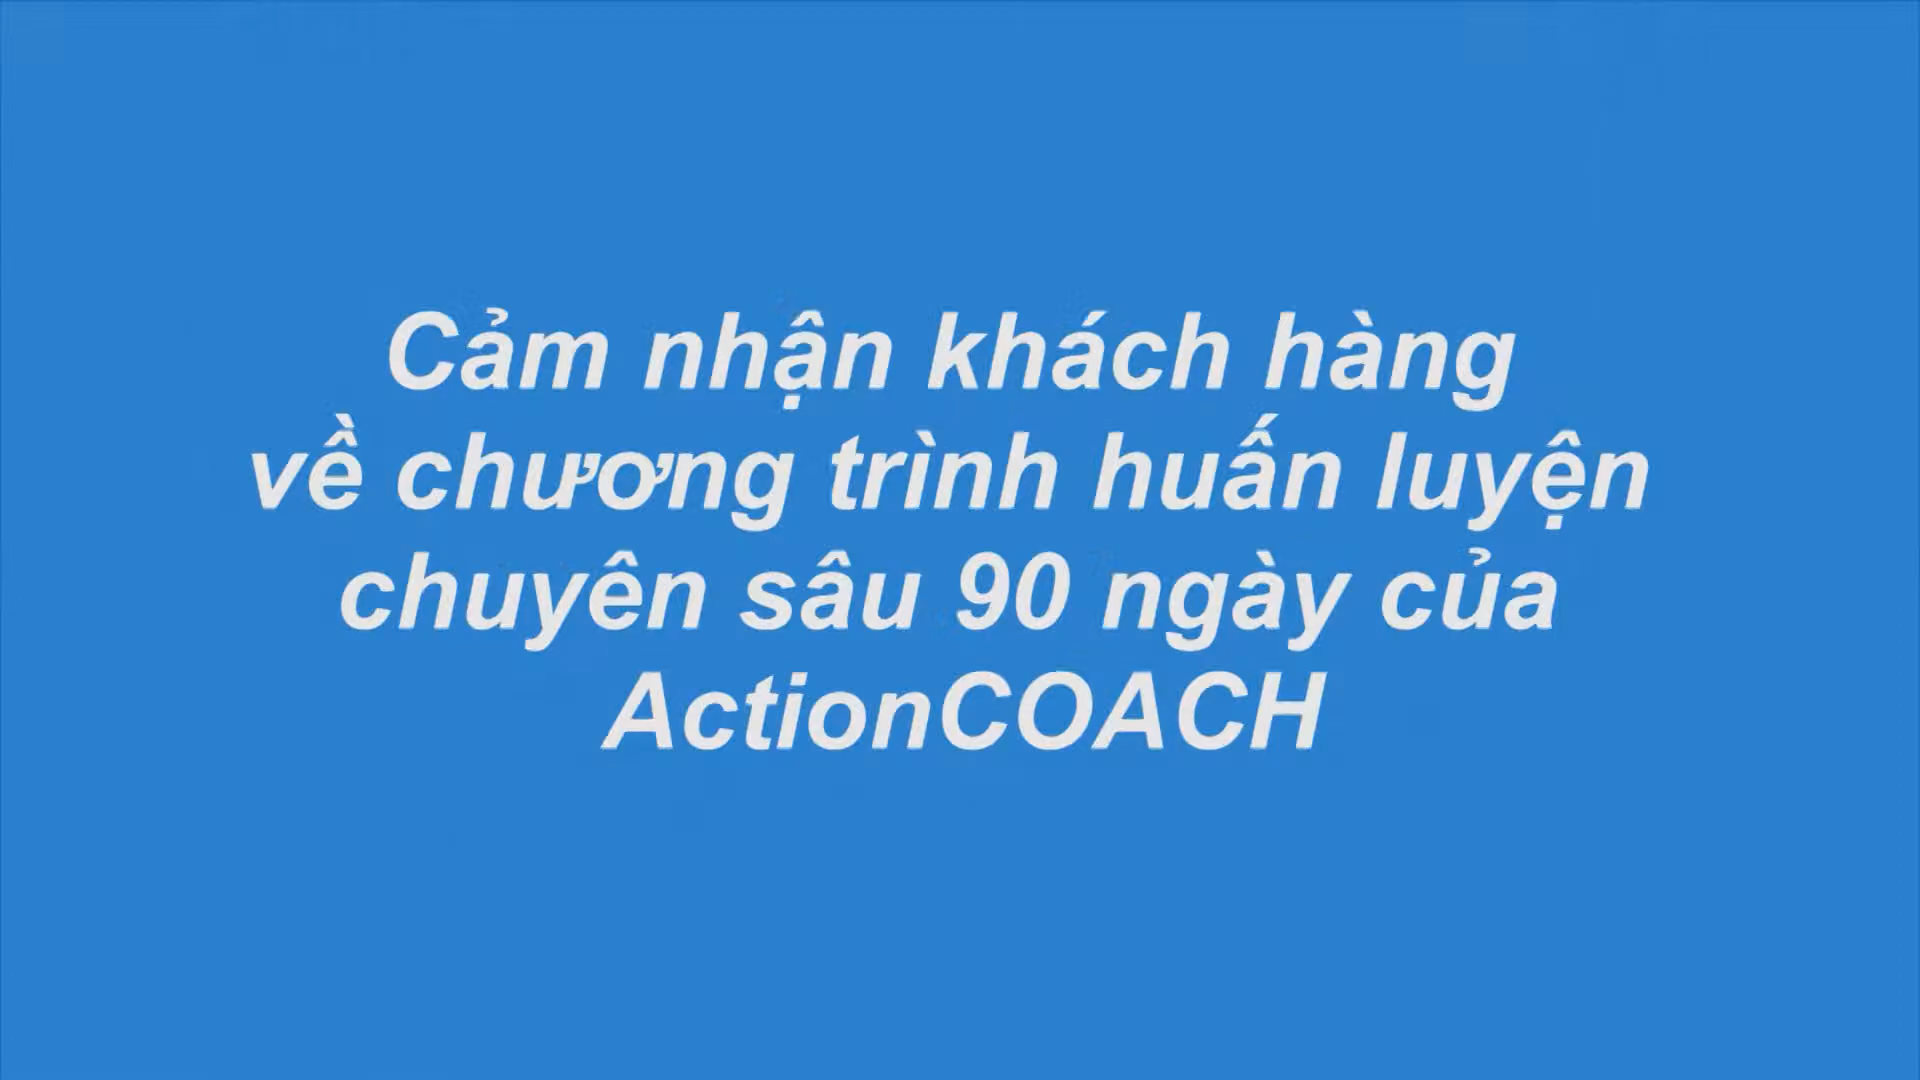 Cảm nhận khách hàng
về chương trình huấn luyện
chuyên sâu 90 ngày của
ActionCOACH